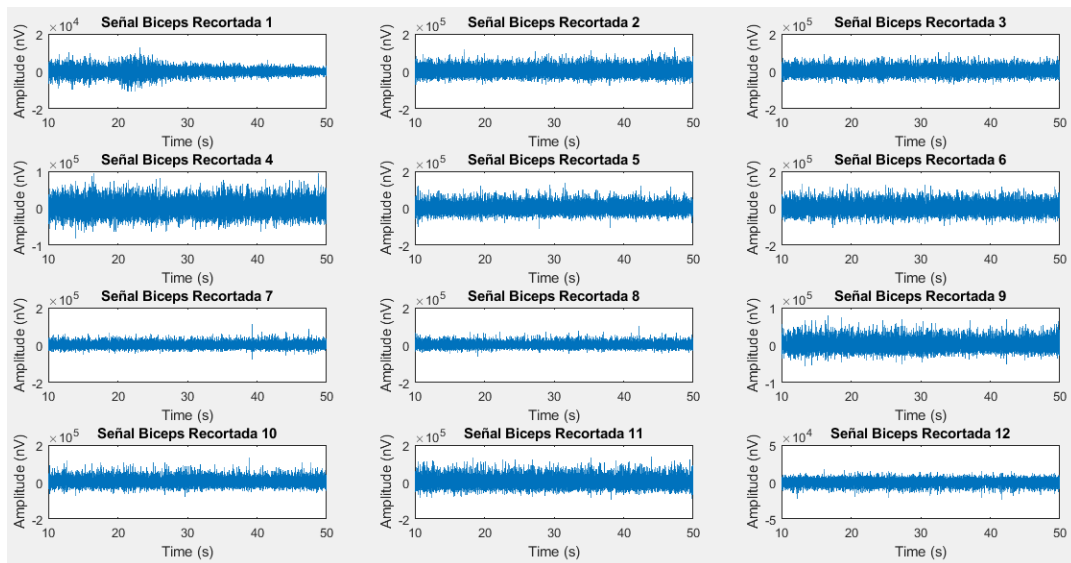 Señal Biceps Recortada 1
×10^4
Amplitude (nV)
2
0
-2
10 20 30 40 50
Time (s)
Señal Biceps Recortada 2
×10^5
Amplitude (nV)
2
0
-2
10 20 30 40 50
Time (s)
Señal Biceps Recortada 3
×10^5
Amplitude (nV)
2
0
-2
10 20 30 40 50
Time (s)
Señal Biceps Recortada 4
×10^5
Amplitude (nV)
1
0
-1
10 20 30 40 50
Time (s)
Señal Biceps Recortada 5
×10^5
Amplitude (nV)
2
0
-2
10 20 30 40 50
Time (s)
Señal Biceps Recortada 6
×10^5
Amplitude (nV)
2
0
-2
10 20 30 40 50
Time (s)
Señal Biceps Recortada 7
×10^5
Amplitude (nV)
2
0
-2
10 20 30 40 50
Time (s)
Señal Biceps Recortada 8
×10^5
Amplitude (nV)
2
0
-2
10 20 30 40 50
Time (s)
Señal Biceps Recortada 9
×10^5
Amplitude (nV)
1
0
-1
10 20 30 40 50
Time (s)
Señal Biceps Recortada 10
×10^5
Amplitude (nV)
2
0
-2
10 20 30 40 50
Time (s)
Señal Biceps Recortada 11
×10^5
Amplitude (nV)
2
0
-2
10 20 30 40 50
Time (s)
Señal Biceps Recortada 12
×10^4
Amplitude (nV)
5
0
-5
10 20 30 40 50
Time (s)